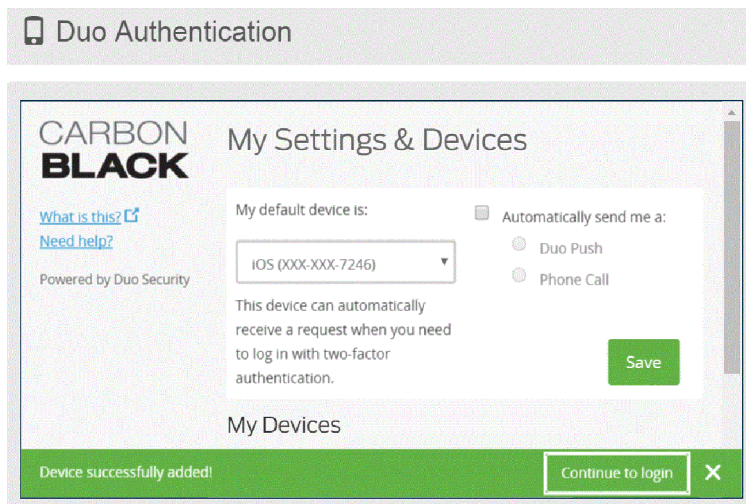 Duo Authentication
CARBON
BLACK
What is this?
Need help?
Powered by Duo Security
My Settings & Devices
My default device is:
iOS (XXX-XXX-7246)
This device can automatically
receive a request when you need
to log in with two-factor
authentication.
Automatically send me a:
Duo Push
Phone Call
Save
My Devices
Device successfully added!
Continue to login